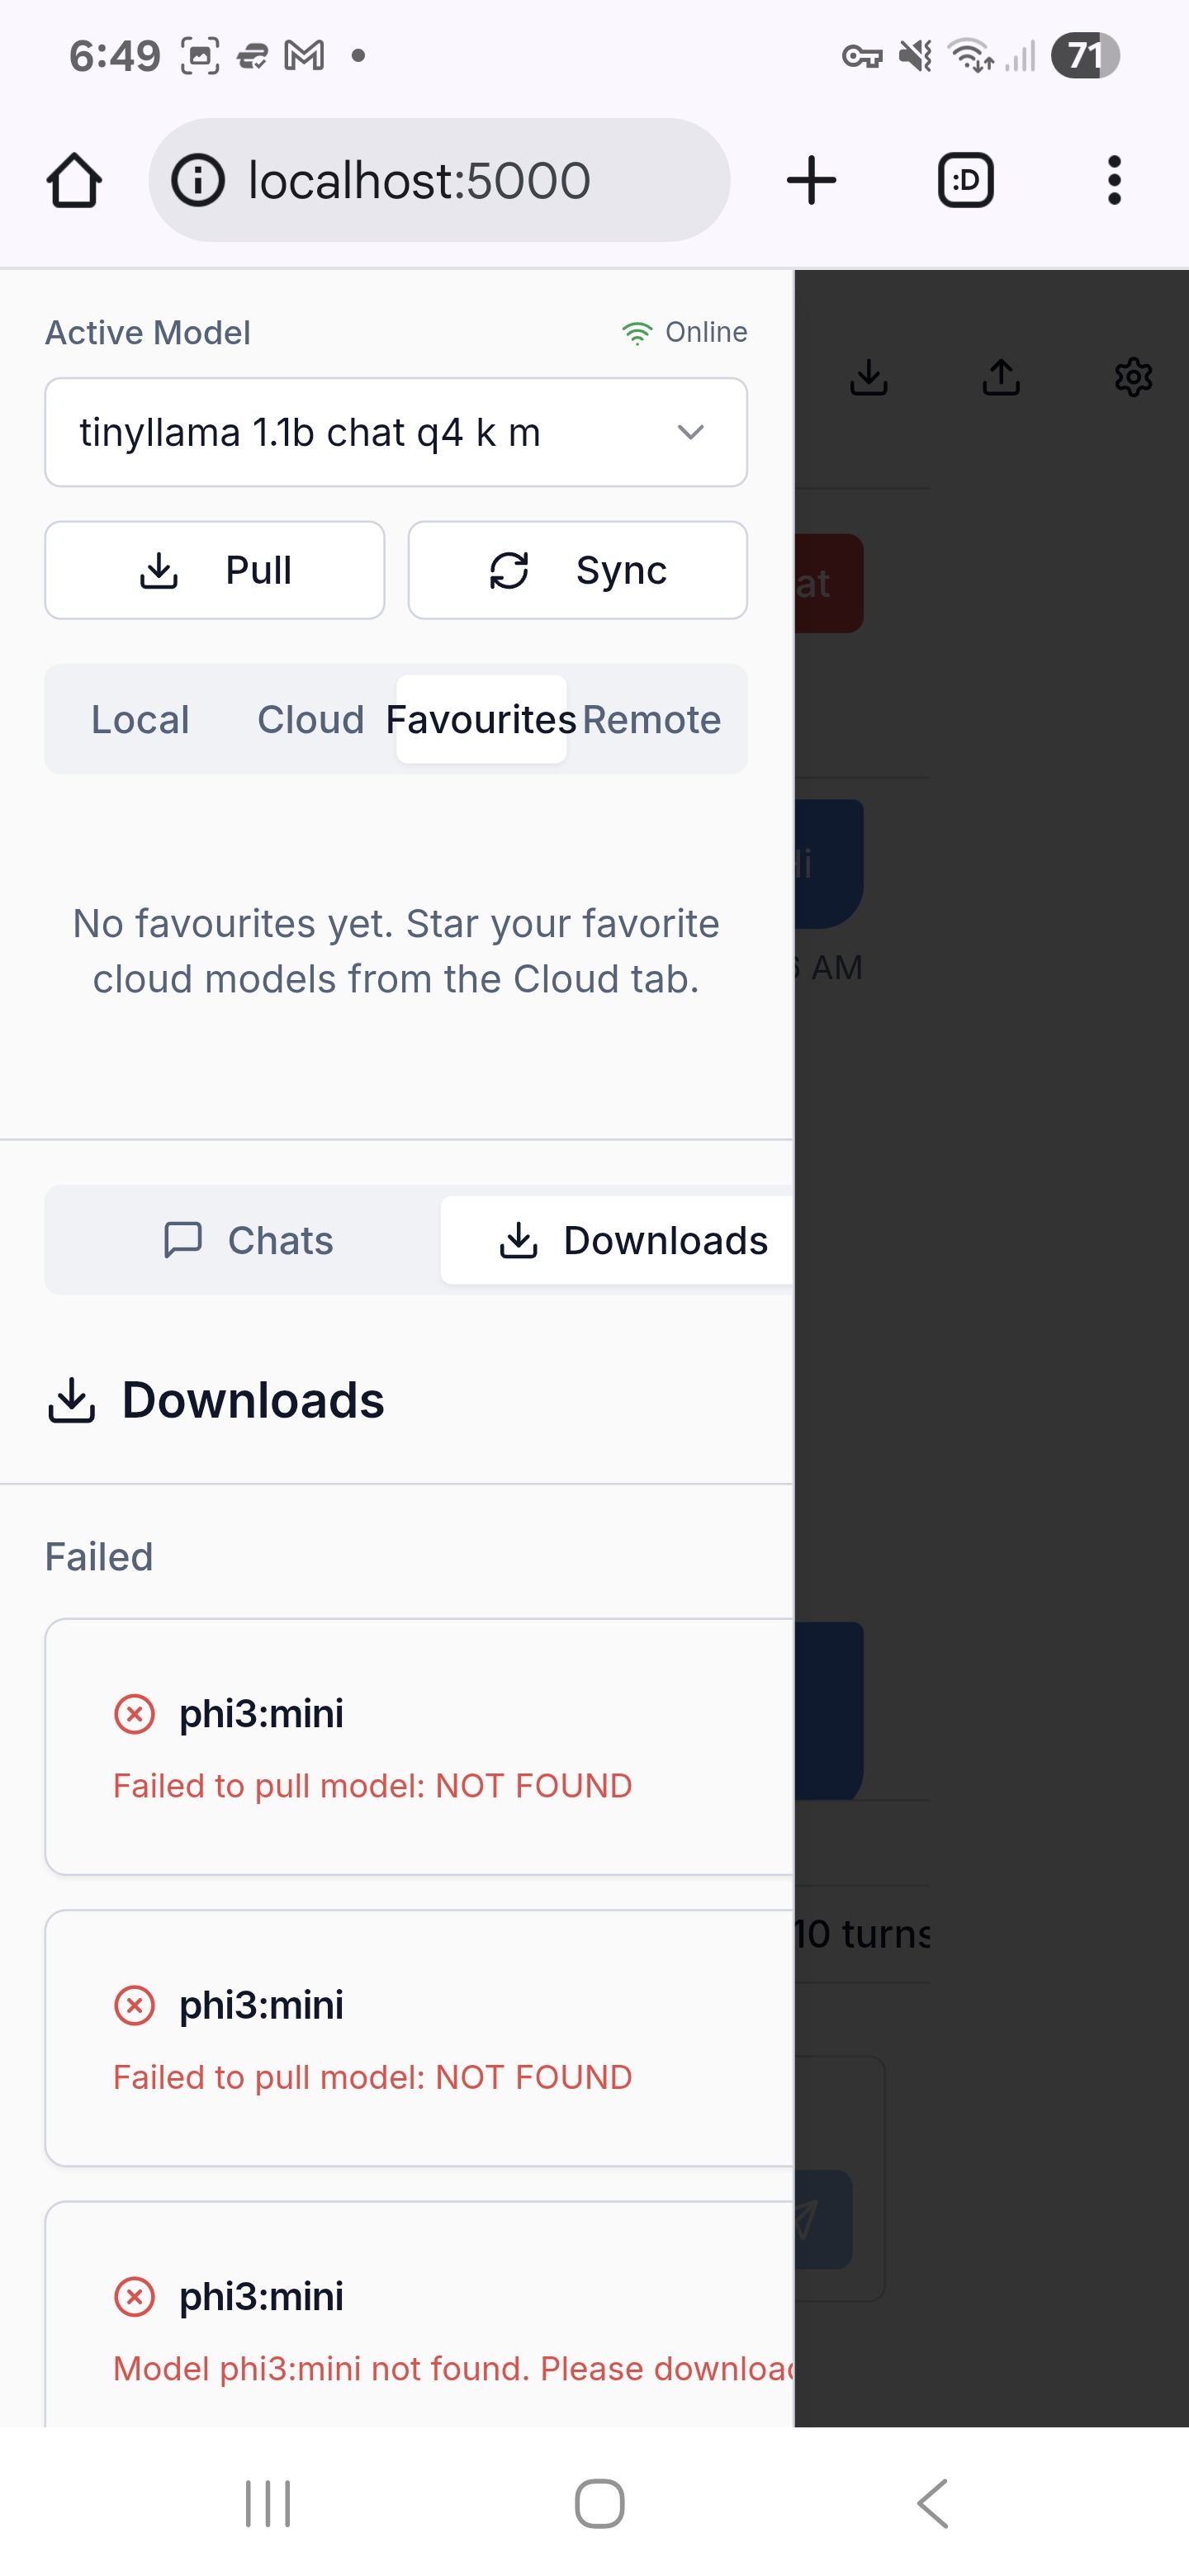 6:49
71
localhost:5000
:D
Active Model
Online
tinyllama 1.1b chat q4 k m
Pull
Sync
at
Local
Cloud
Favourites
Remote
No favourites yet. Star your favorite
cloud models from the Cloud tab.
AM
Chats
Downloads
Downloads
Failed
phi3:mini
Failed to pull model: NOT FOUND
10 turns
phi3:mini
Failed to pull model: NOT FOUND
phi3:mini
Model phi3:mini not found. Please downloa